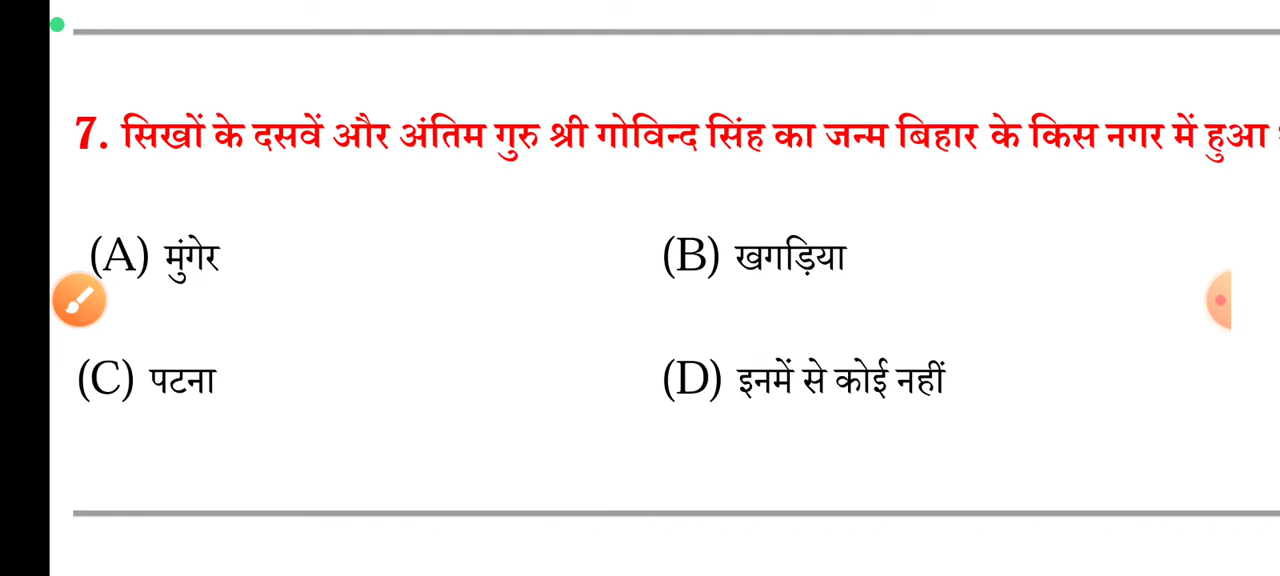 7. सिखों के दसवें और अंतिम गुरु श्री गोविन्द सिंह का जन्म बिहार के किस नगर में हुआ
(A) मुंगेर (B) खगड़िया
(C) पटना (D) इनमें से कोई नहीं